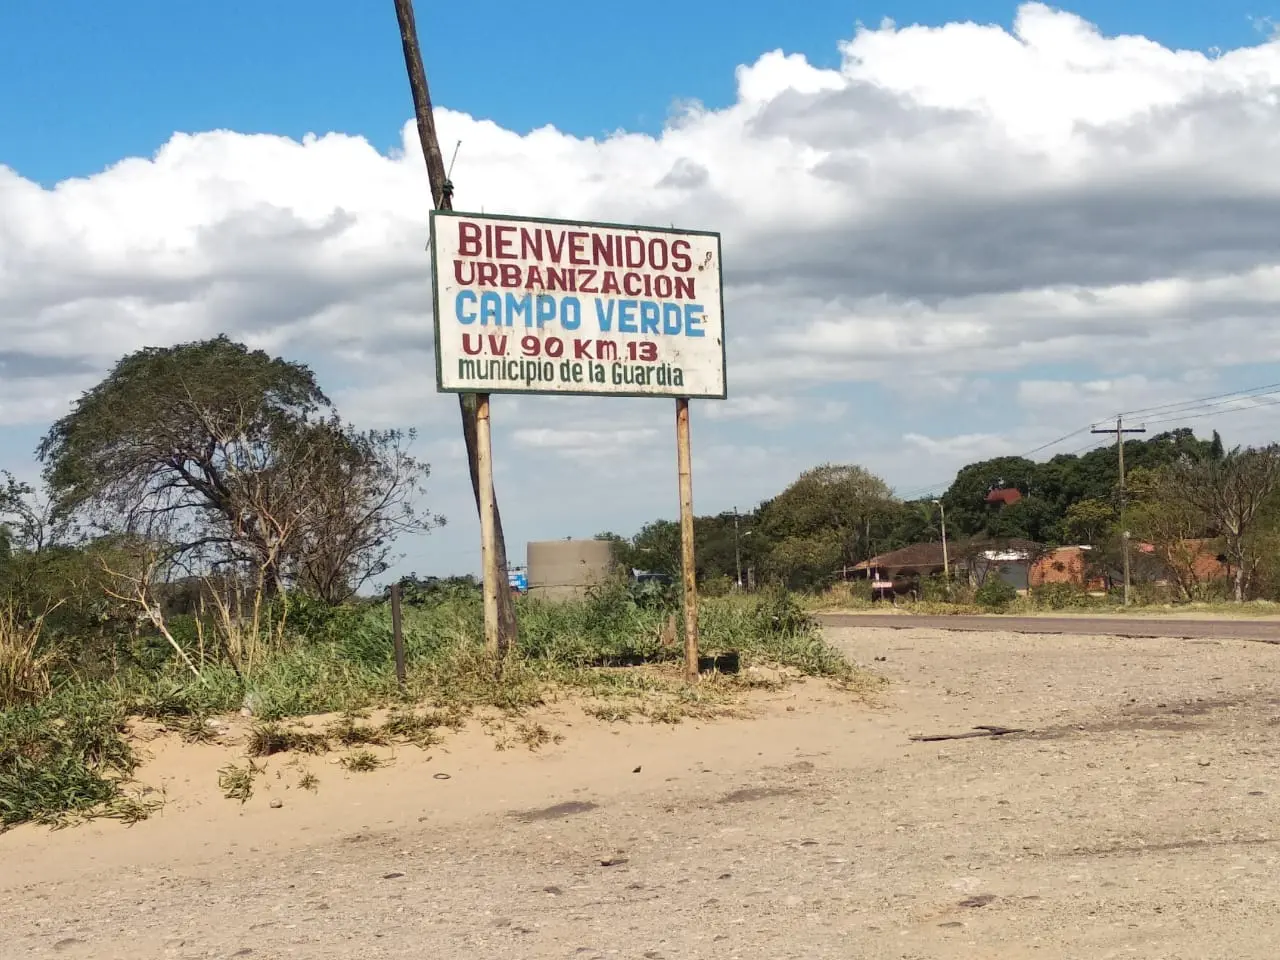 BIENVENIDOS
URBANIZACION
CAMPO VERDE
U.V. 90 Km. 13
municipio de la Guardia